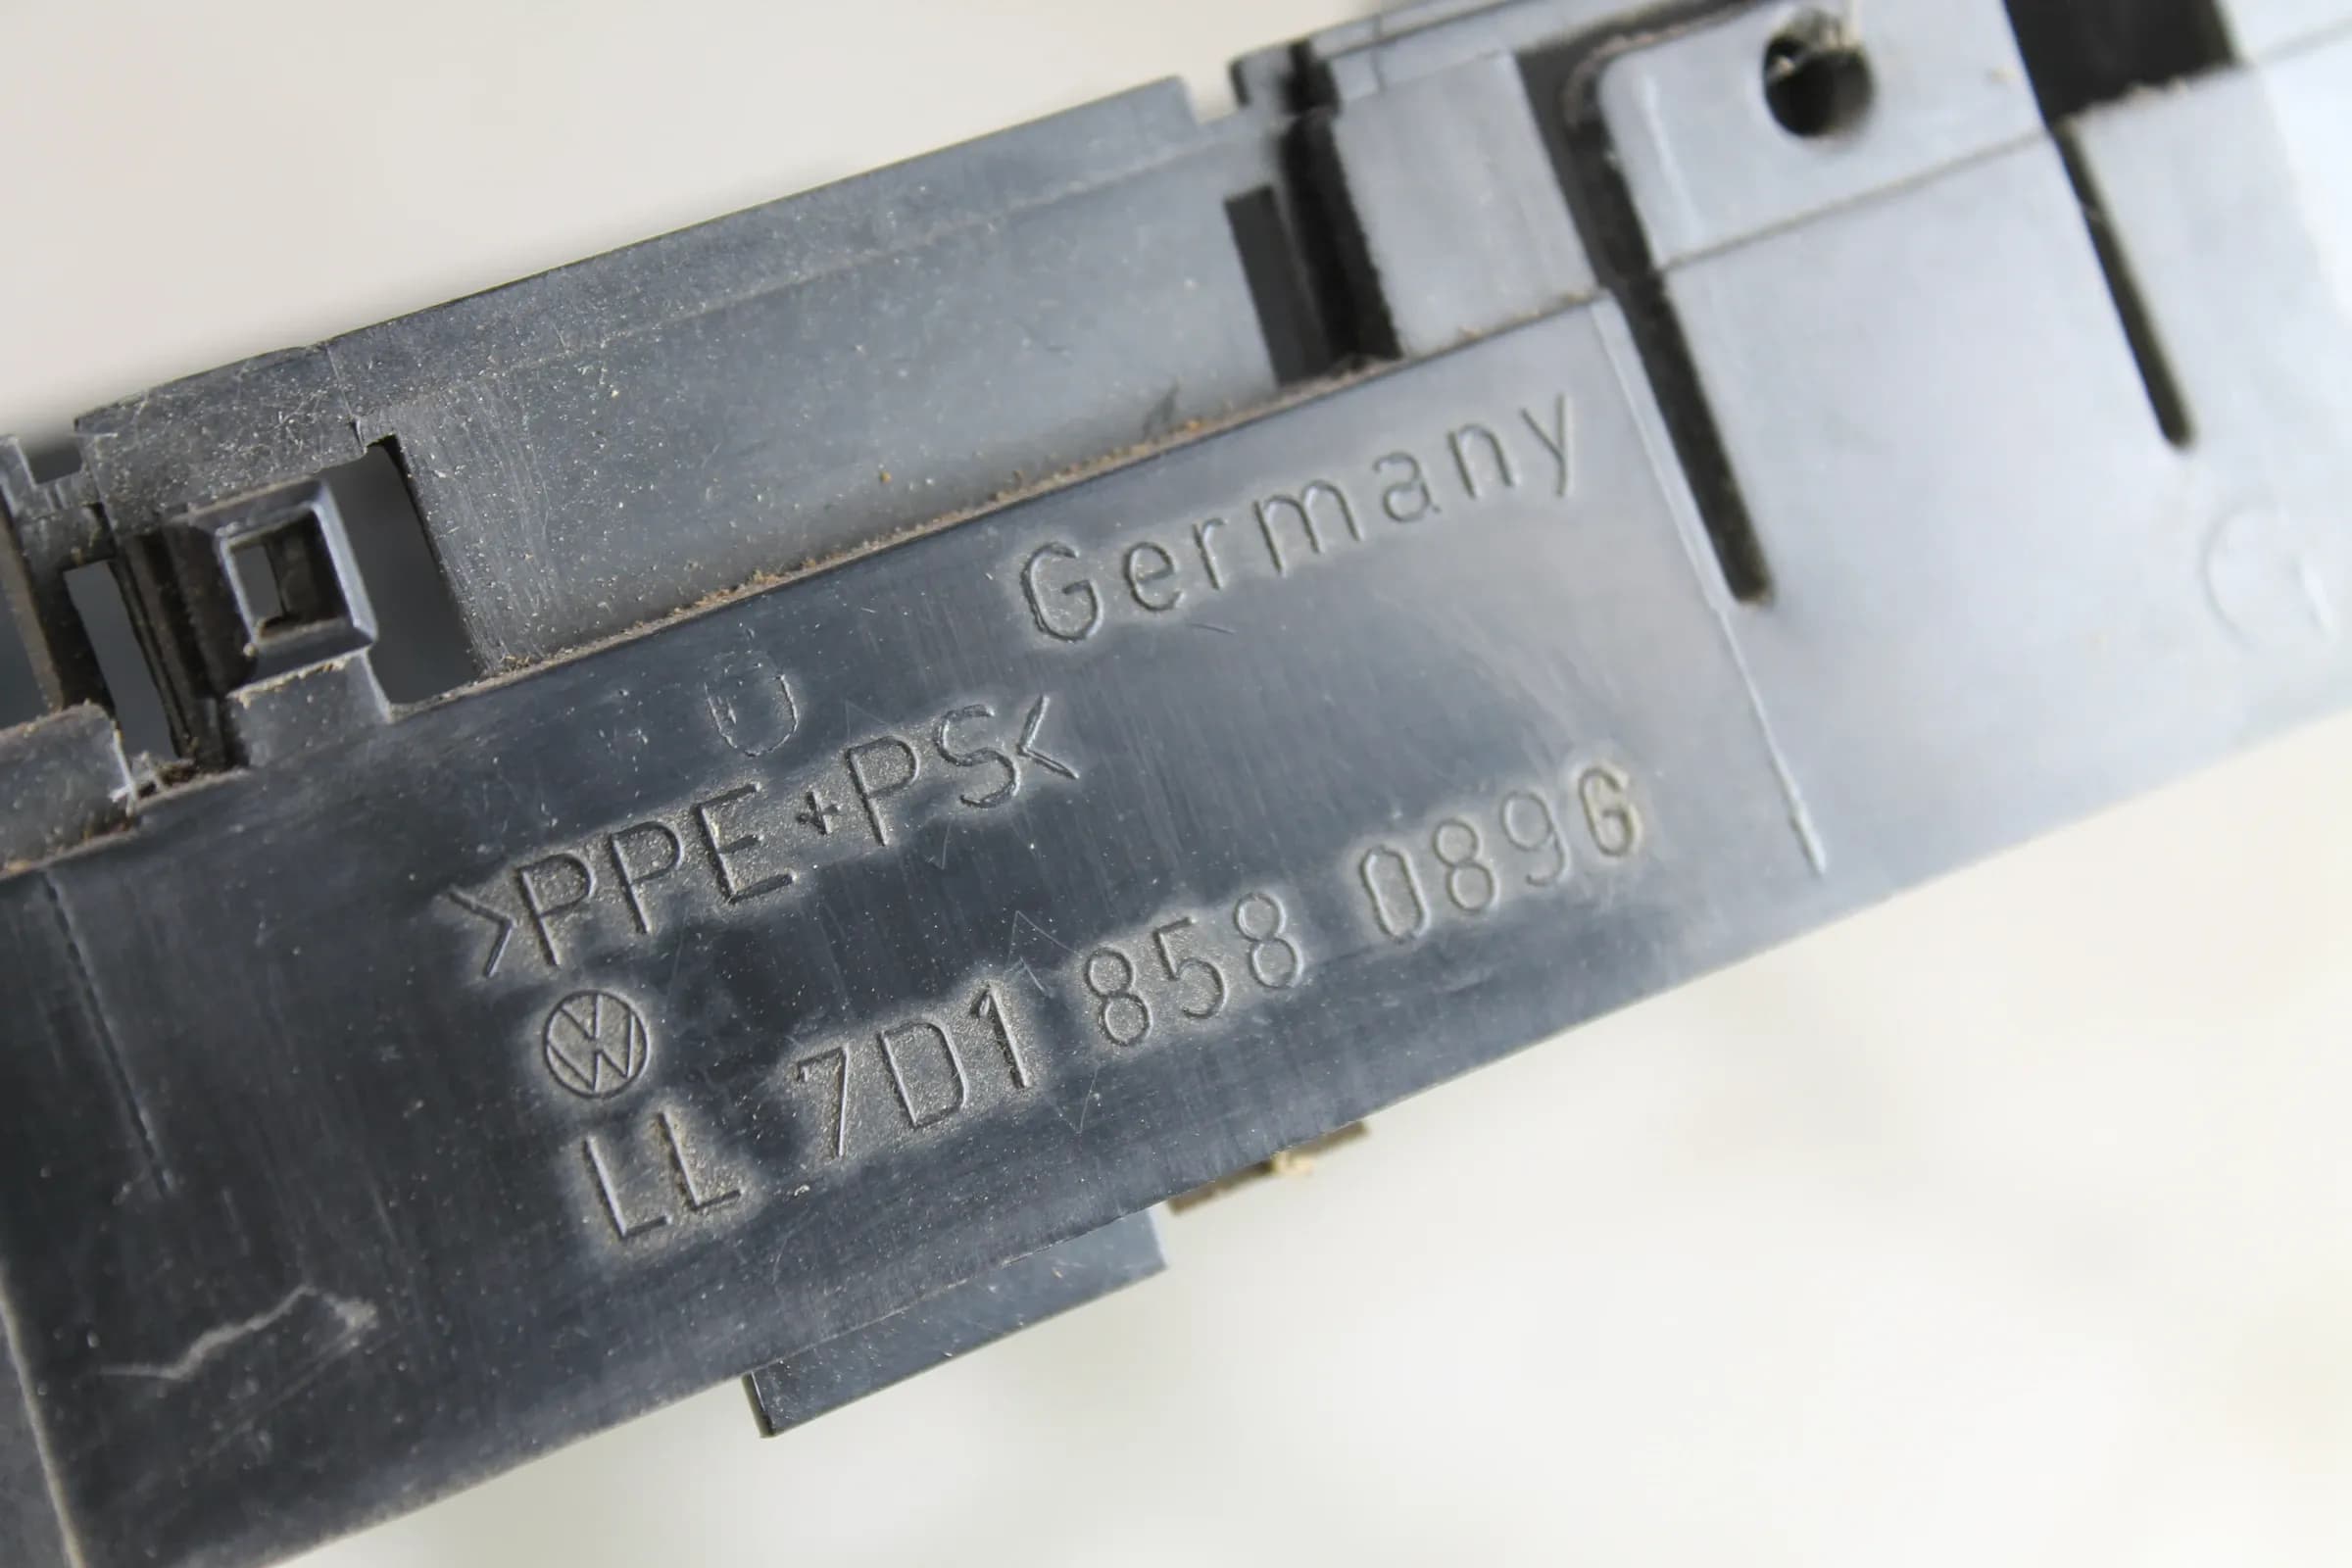 Germany
>PPE+PS<
LL 7D1 858 089G